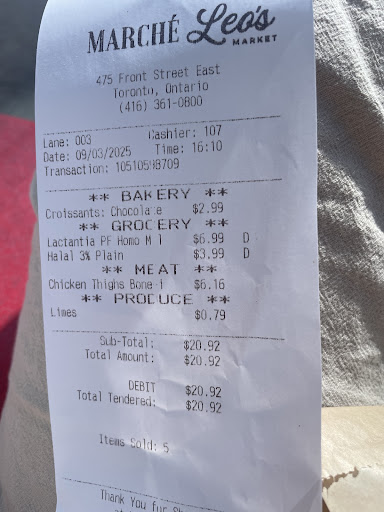 MARCHÉ Leo's
MARKET
475 Front Street East
Toronto, Ontario
(416) 361-0800
Lane: 003 Cashier: 107
Date: 09/03/2025 Time: 16:10
Transaction:
** BAKERY **
Croissants: Chocola e $2.99
** GROCERY **
Lactantia PF Homo M l $6.99 D
Halal 3% Plain $3.99 D
** MEAT **
Chicken Thighs Bone i $6.16
** PRODUCE **
Limes $0.79
Sub-Total: $20.92
Total Amount: $20.92
DEBIT $20.92
Total Tendered: $20.92
Items Sold: 5
Thank You for